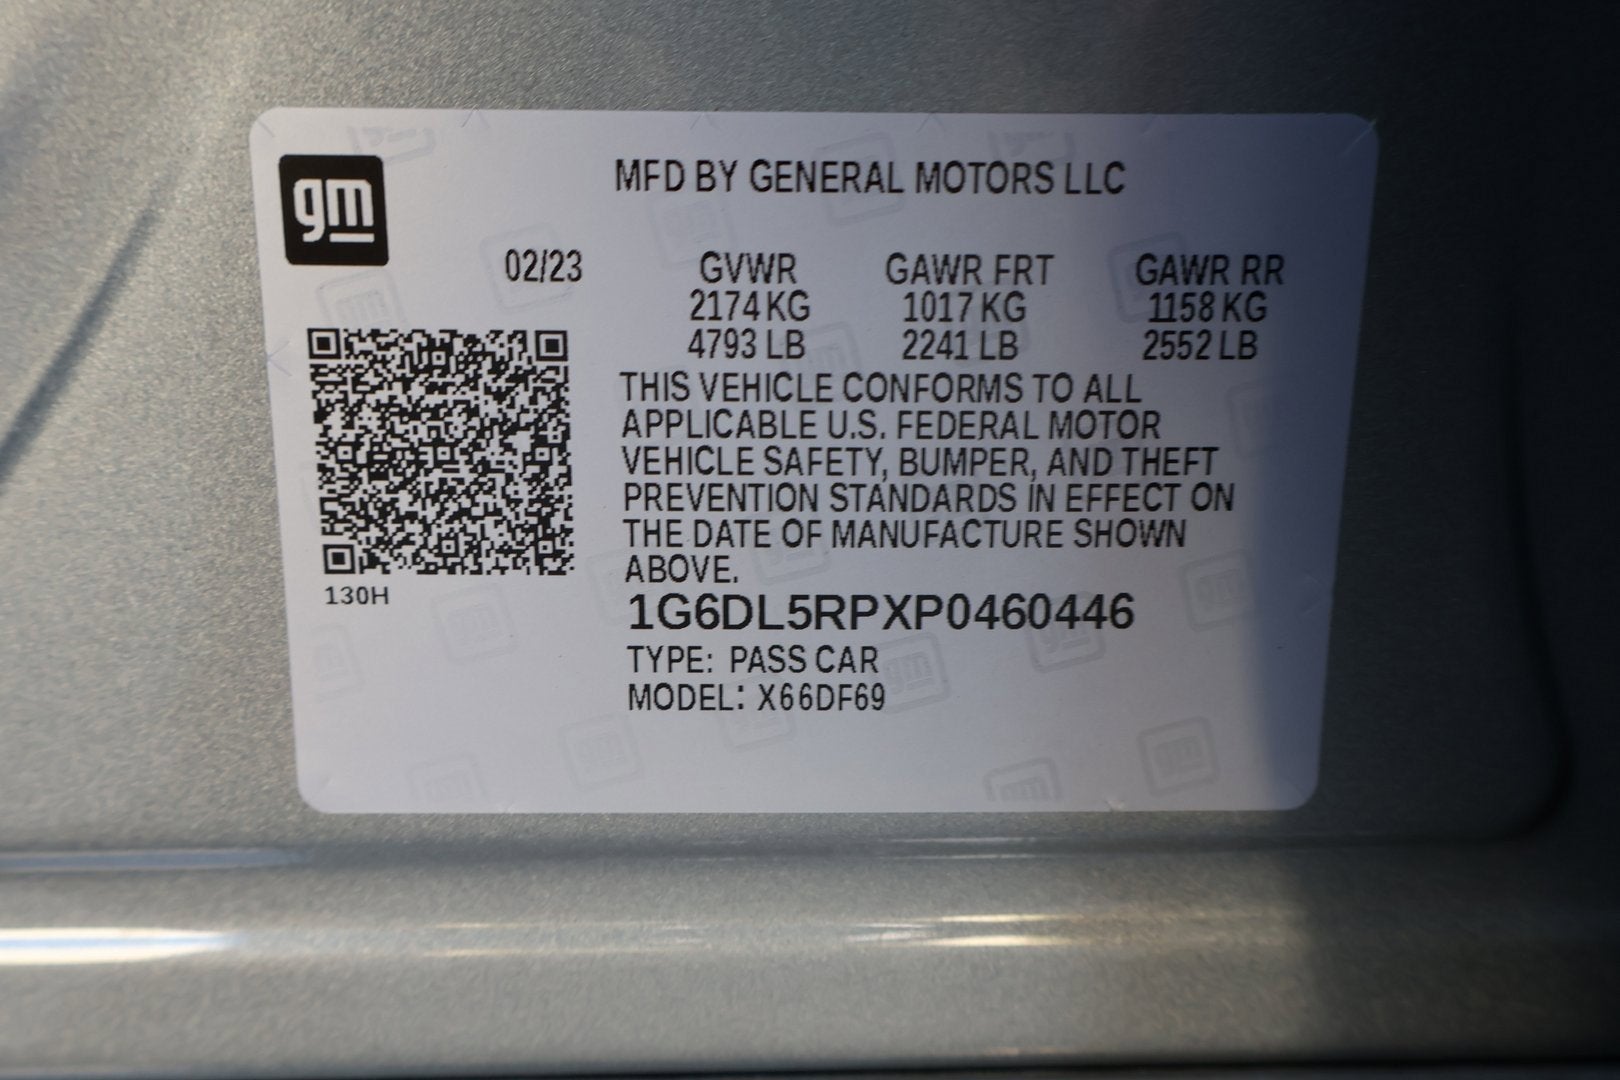 gm
MFD BY GENERAL MOTORS LLC
02/23 GVWR GAWR FRT GAWR RR
2174 KG 1017 KG 1158 KG
4793 LB 2241 LB 2552 LB
THIS VEHICLE CONFORMS TO ALL
APPLICABLE U.S. FEDERAL MOTOR
VEHICLE SAFETY, BUMPER, AND THEFT
PREVENTION STANDARDS IN EFFECT ON
THE DATE OF MANUFACTURE SHOWN
ABOVE.
130H
1G6DL5RPXP0460446
TYPE: PASS CAR
MODEL: X66DF69